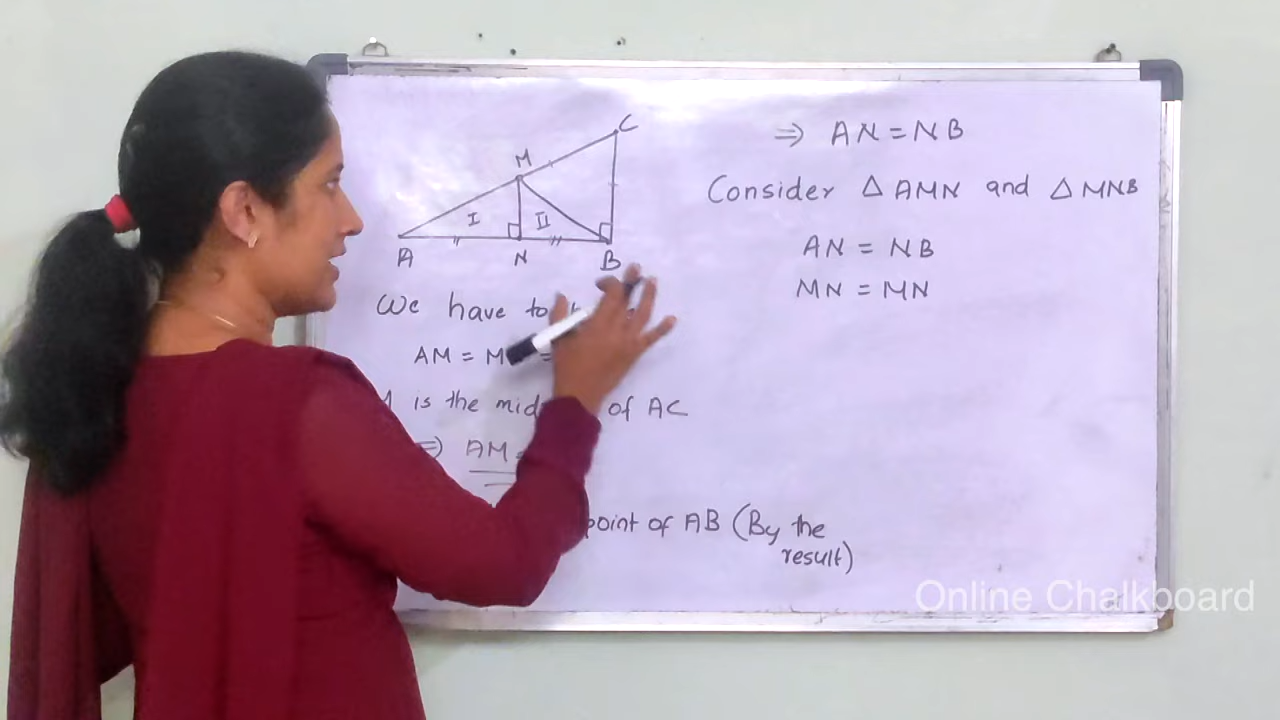 C
M
I II
A N B
We have to
AM = M =
is the mid of AC
⇒ AM =
point of AB (By the
result)
⇒ AN = NB
Consider △ AMN and △ MNB
AN = NB
MN = MN
Online Chalkboard